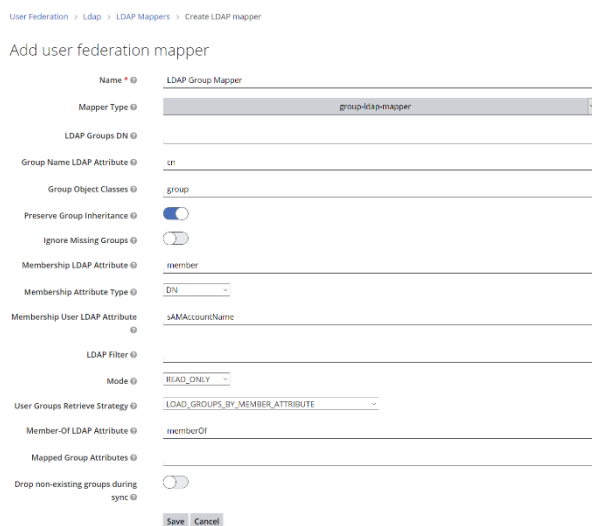 User Federation > Ldap > LDAP Mappers > Create LDAP mapper
Add user federation mapper
Name * LDAP Group Mapper
Mapper Type group-ldap-mapper
LDAP Groups DN
Group Name LDAP Attribute cn
Group Object Classes group
Preserve Group Inheritance
Ignore Missing Groups
Membership LDAP Attribute member
Membership Attribute Type DN
Membership User LDAP Attribute sAMAccountName
LDAP Filter
Mode READ_ONLY
User Groups Retrieve Strategy LOAD_GROUPS_BY_MEMBER_ATTRIBUTE
Member-Of LDAP Attribute memberOf
Mapped Group Attributes
Drop non-existing groups during
sync
Save Cancel